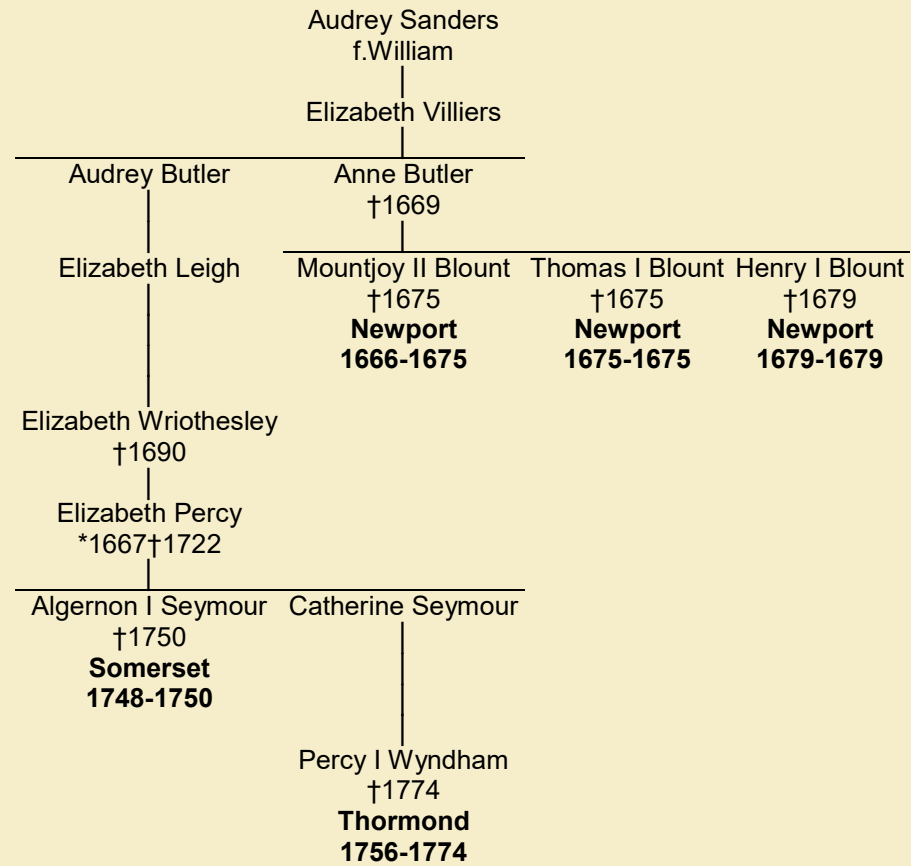 Audrey Sanders
f.William
Elizabeth Villiers
Audrey Butler
Anne Butler
†1669
Elizabeth Leigh
Mountjoy II Blount
†1675
Newport
1666-1675
Thomas I Blount
†1675
Newport
1675-1675
Henry I Blount
†1679
Newport
1679-1679
Elizabeth Wriothesley
†1690
Elizabeth Percy
*1667†1722
Algernon I Seymour
†1750
Somerset
1748-1750
Catherine Seymour
Percy I Wyndham
†1774
Thormond
1756-1774